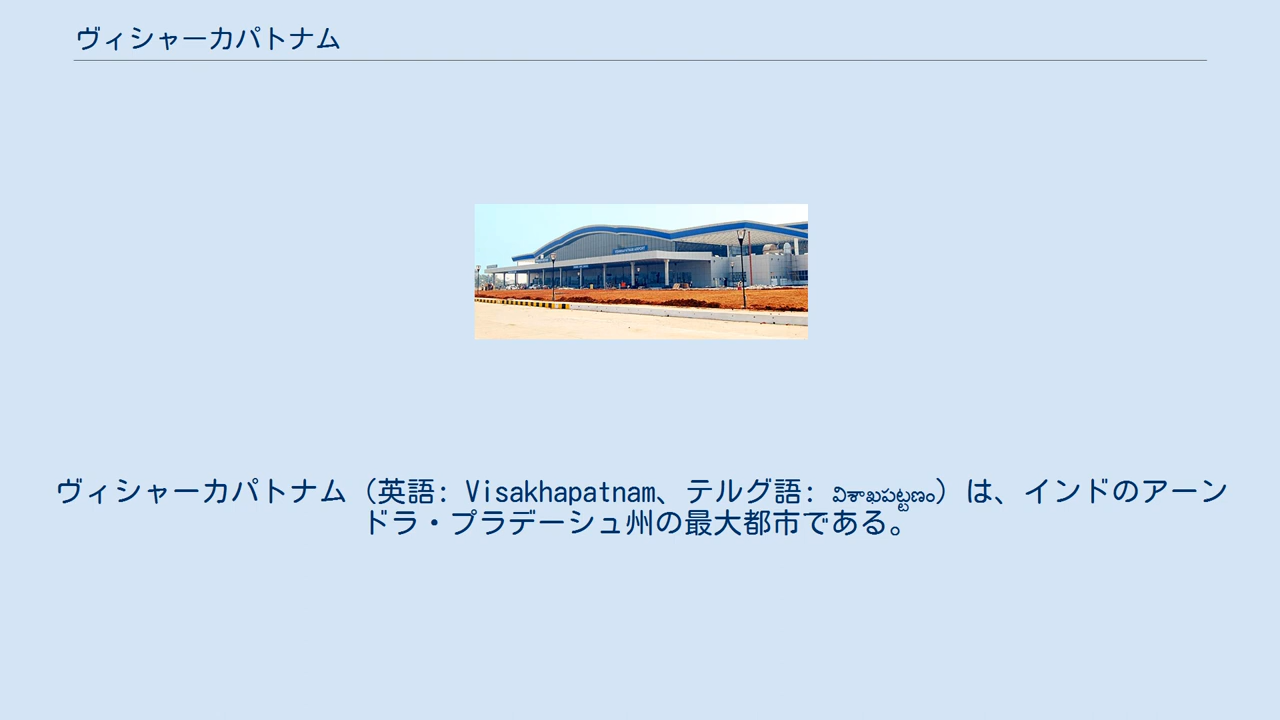 ヴィシャーカパトナム
ヴィシャーカパトナム（英語: Visakhapatnam、テルグ語: విశాఖపట్టణం）は、インドのアーン
ドラ・プラデーシュ州の最大都市である。